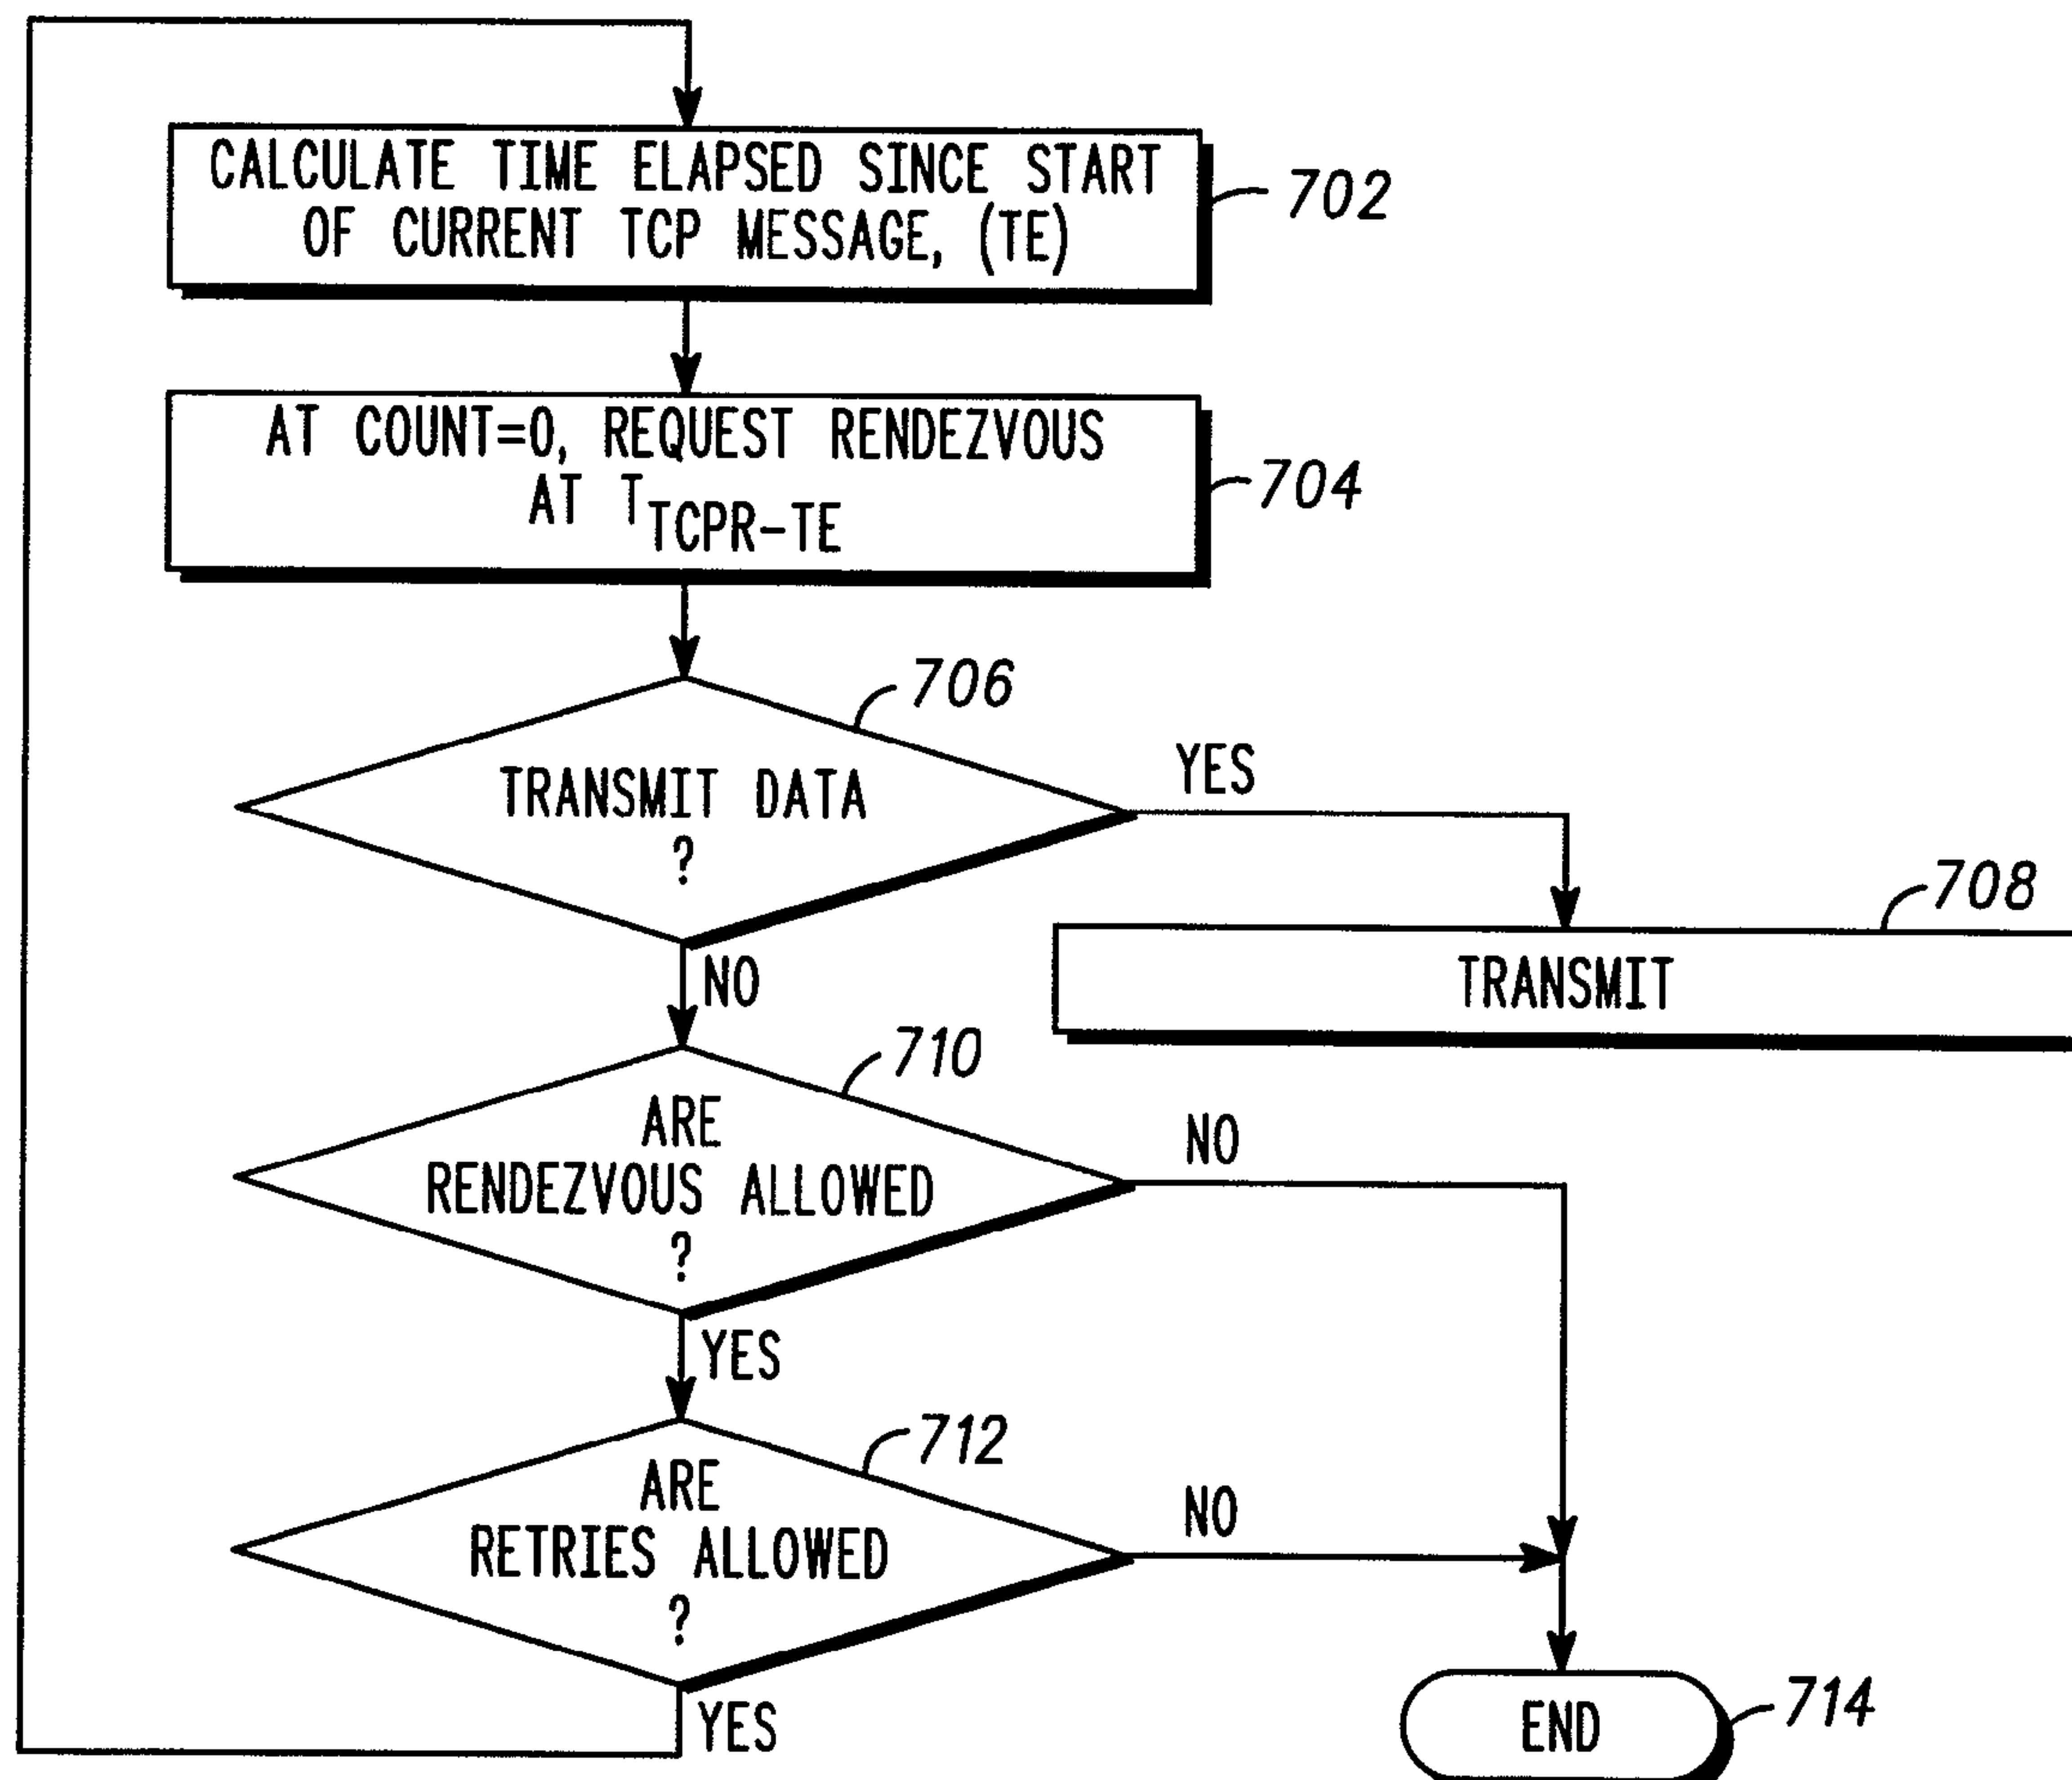 CALCULATE TIME ELAPSED SINCE START
OF CURRENT TCP MESSAGE, (TE)
702
AT COUNT=0, REQUEST RENDEZVOUS
AT T TCPR-TE
704
706
TRANSMIT DATA
?
YES
NO
708
TRANSMIT
710
ARE
RENDEZVOUS ALLOWED
?
NO
YES
712
ARE
RETRIES ALLOWED
?
NO
YES
END
714